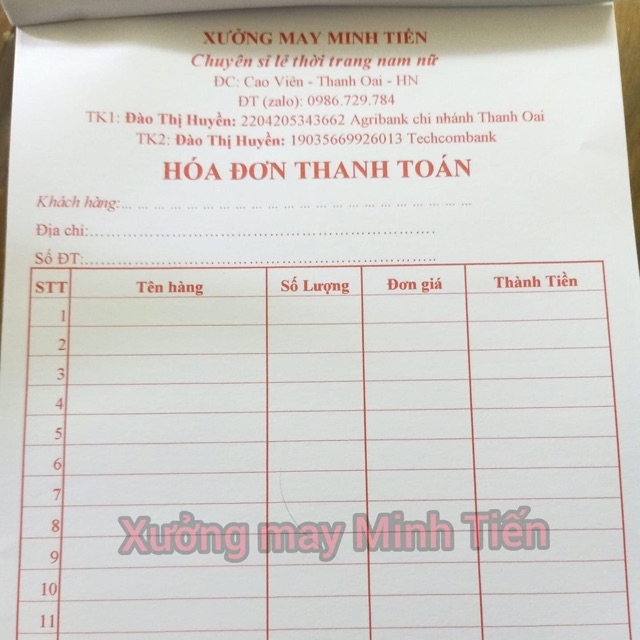 XƯỞNG MAY MINH TIẾN
Chuyên sỉ lẻ thời trang nam nữ
ĐC: Cao Viên - Thanh Oai - HN
ĐT (zalo): 0986.729.784
TK1: Đào Thị Huyền: 2204205343662 Agribank chi nhánh Thanh Oai
TK2: Đào Thị Huyền: 19035669926013 Techcombank
HÓA ĐƠN THANH TOÁN
Khách hàng:... ... ... ... ... ... ... ... ... ... ... ... ... ... ... ... ... ... ...
Địa chỉ:..............................................................
Số ĐT:...............................................................
STT Tên hàng Số Lượng Đơn giá Thành Tiền
1
2
3
4
5
6
7
8
Xưởng may Minh Tiến
9
10
11